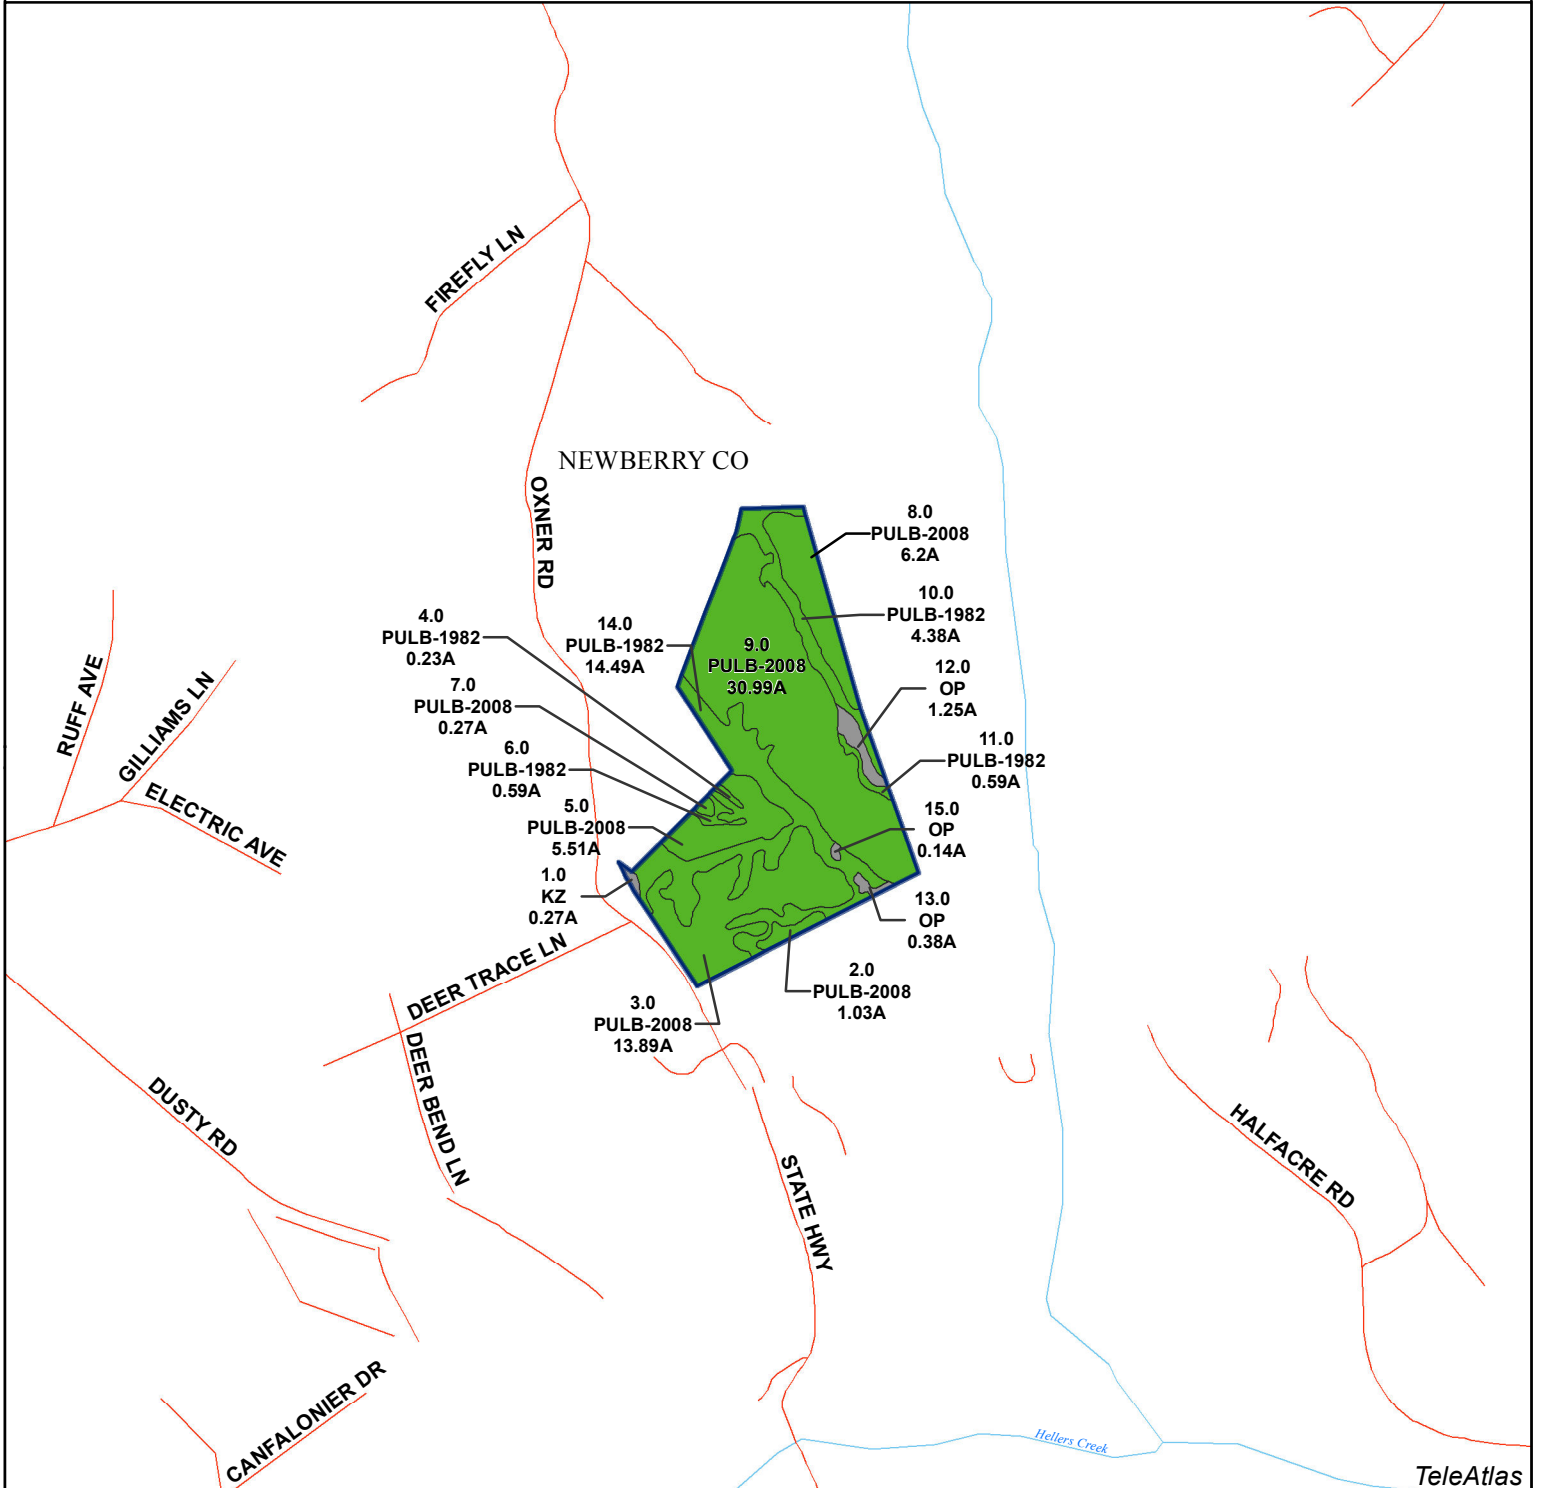 FIREFLY LN
NEWBERRY CO
OXNER RD
8.0
PULB-2008
6.2A
10.0
PULB-1982
4.38A
4.0
PULB-1982
0.23A
14.0
PULB-1982
14.49A
9.0
PULB-2008
30.99A
12.0
OP
1.25A
7.0
PULB-2008
0.27A
11.0
PULB-1982
0.59A
6.0
PULB-1982
0.59A
5.0
PULB-2008
5.51A
15.0
OP
0.14A
1.0
KZ
0.27A
13.0
OP
0.38A
2.0
PULB-2008
1.03A
3.0
PULB-2008
13.89A
RUFF AVE
GILLIAMS LN
ELECTRIC AVE
DEER TRACE LN
DEER BEND LN
DUSTY RD
STATE HWY
HALFACRE RD
CANFALONIER DR
Hellers Creek
TeleAtlas